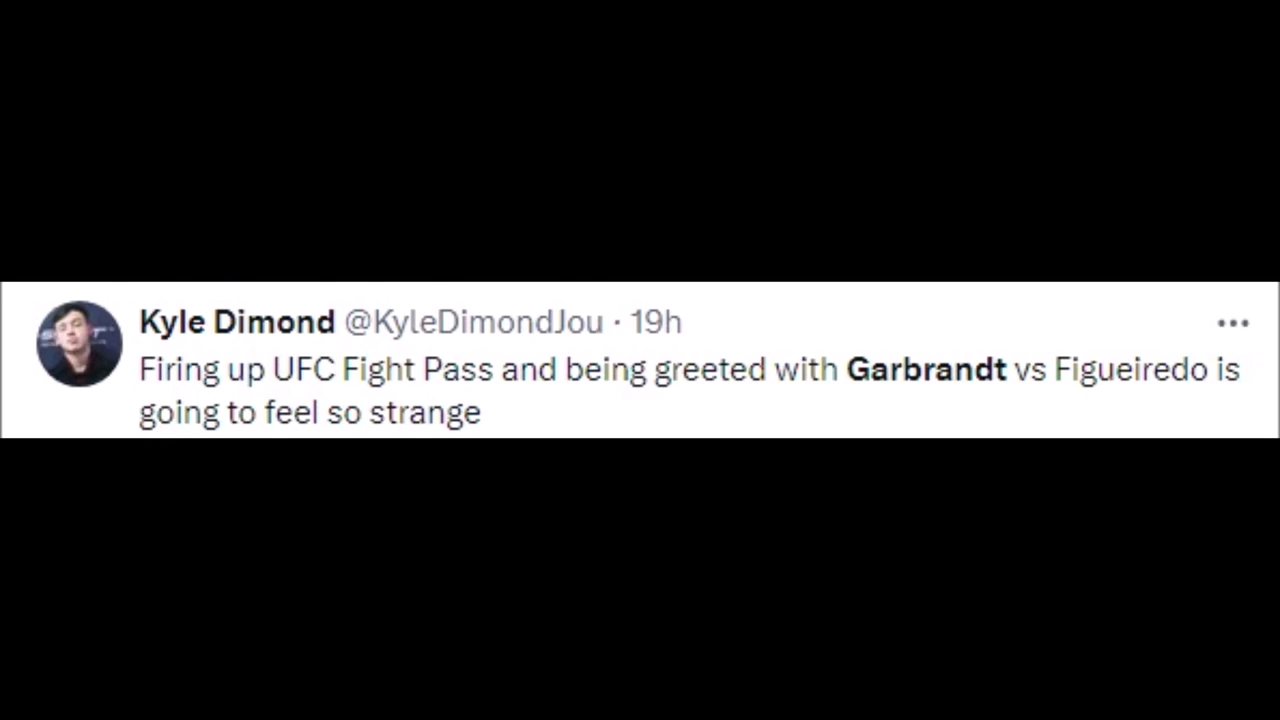 Kyle Dimond @KyleDimondJou · 19h
Firing up UFC Fight Pass and being greeted with Garbrandt vs Figueiredo is
going to feel so strange